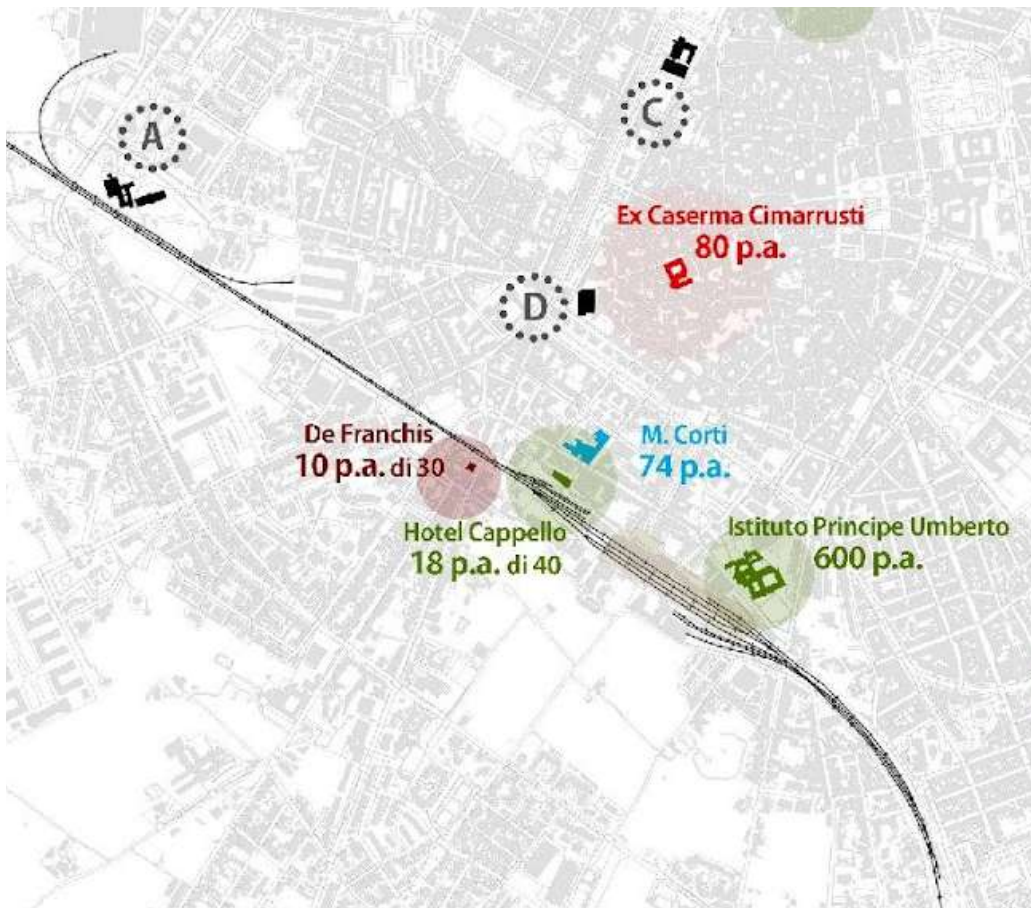 A
C
Ex Caserma Cimarrusti
80 p.a.
D
De Franchis
10 p.a. di 30
M. Corti
74 p.a.
Hotel Cappello
18 p.a. di 40
Istituto Principe Umberto
600 p.a.